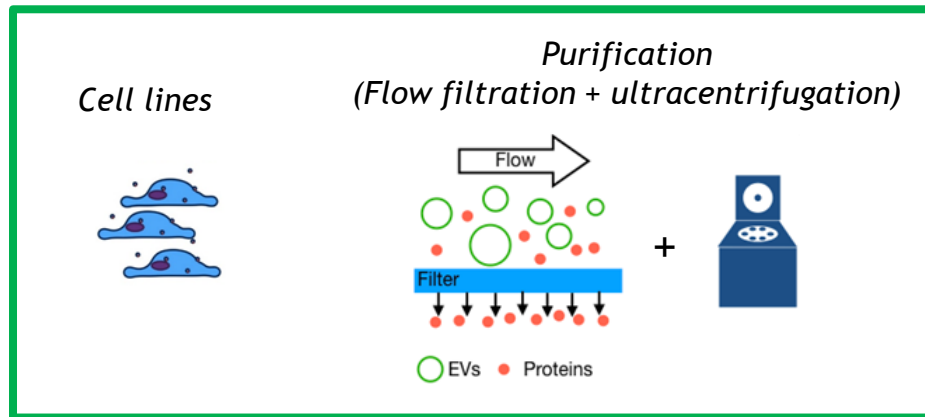 Cell lines
Purification
(Flow filtration + ultracentrifugation)
Flow
+
Filter
EVs
Proteins